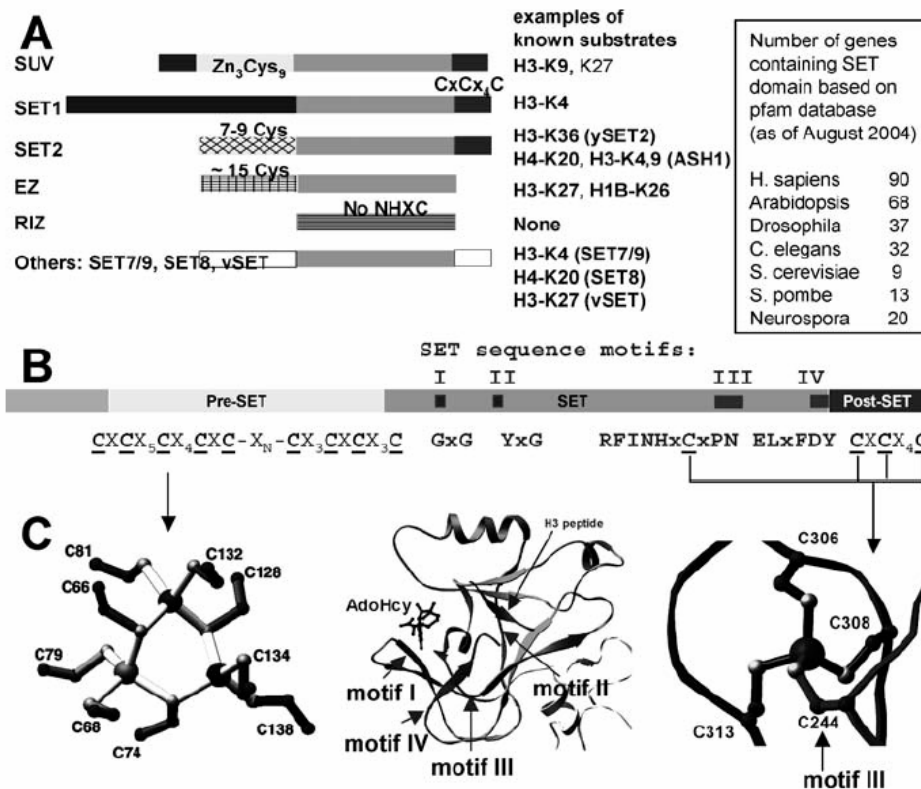 A
examples of
known substrates
SUV
Zn3Cys9
H3-K9, K27
CxCx4C
SET1
H3-K4
7-9 Cys
SET2
H3-K36 (ySET2)
H4-K20, H3-K4,9 (ASH1)
~ 15 Cys
EZ
H3-K27, H1B-K26
No NHXC
RIZ
None
Others: SET7/9, SET8, vSET
H3-K4 (SET7/9)
H4-K20 (SET8)
H3-K27 (vSET)
Number of genes
containing SET
domain based on
pfam database
(as of August 2004)
H. sapiens 90
Arabidopsis 68
Drosophila 37
C. elegans 32
S. cerevisiae 9
S. pombe 13
Neurospora 20
B
SET sequence motifs:
I II III IV
Pre-SET SET Post-SET
CXCX5CX4CXC-XN-CX3CXCX3C GxG YxG RFINHxCxPN ELxFDY CXCX4C
C
C81
C132
C128
C66
C79
C134
C68
C74
C138
H3 peptide
AdoHcy
motif I
motif II
motif IV
motif III
C306
C308
C313
C244
motif III